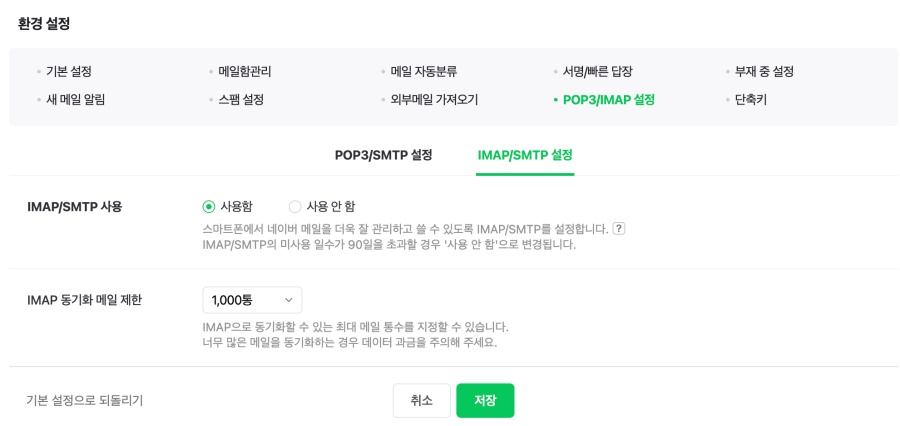 환경 설정
기본 설정 메일함관리 메일 자동분류 서명/빠른 답장 부재 중 설정
새 메일 알림 스팸 설정 외부메일 가져오기 POP3/IMAP 설정 단축키
POP3/SMTP 설정 IMAP/SMTP 설정
IMAP/SMTP 사용 사용함 사용 안 함
스마트폰에서 네이버 메일을 더욱 잘 관리하고 쓸 수 있도록 IMAP/SMTP를 설정합니다. ?
IMAP/SMTP의 미사용 일수가 90일을 초과할 경우 '사용 안 함'으로 변경됩니다.
IMAP 동기화 메일 제한 1,000통
IMAP으로 동기화할 수 있는 최대 메일 통수를 지정할 수 있습니다.
너무 많은 메일을 동기화하는 경우 데이터 과금을 주의해 주세요.
기본 설정으로 되돌리기 취소 저장